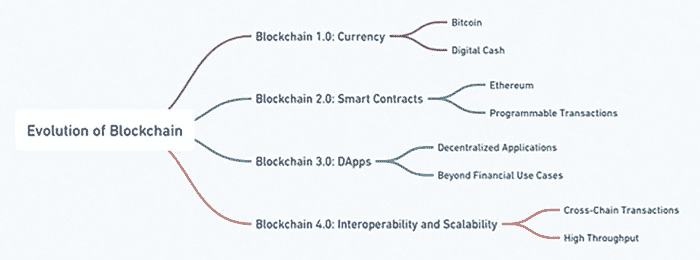 Evolution of Blockchain
Blockchain 1.0: Currency
Bitcoin
Digital Cash
Blockchain 2.0: Smart Contracts
Ethereum
Programmable Transactions
Blockchain 3.0: DApps
Decentralized Applications
Beyond Financial Use Cases
Blockchain 4.0: Interoperability and Scalability
Cross-Chain Transactions
High Throughput